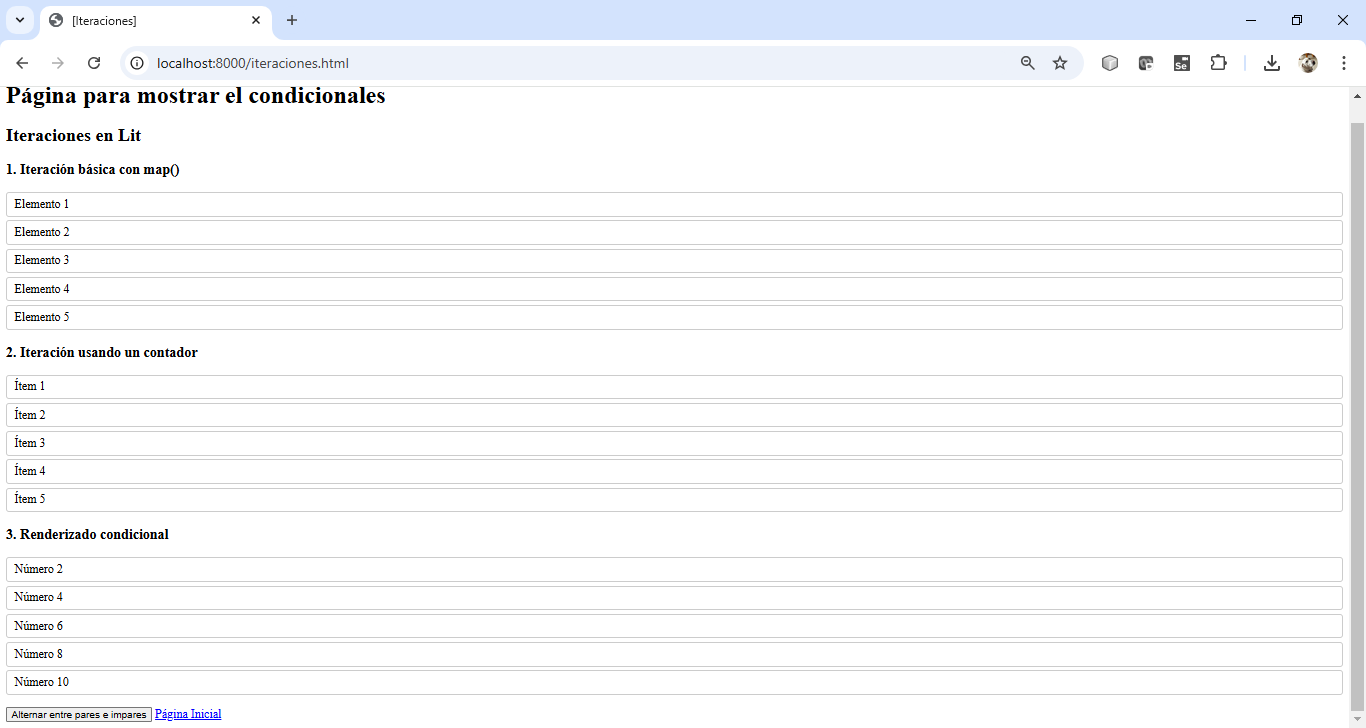 [Iteraciones]
localhost:8000/iteraciones.html
Se
Página para mostrar el condicionales
Iteraciones en Lit
1. Iteración básica con map()
Elemento 1
Elemento 2
Elemento 3
Elemento 4
Elemento 5
2. Iteración usando un contador
Ítem 1
Ítem 2
Ítem 3
Ítem 4
Ítem 5
3. Renderizado condicional
Número 2
Número 4
Número 6
Número 8
Número 10
Alternar entre pares e impares Página Inicial